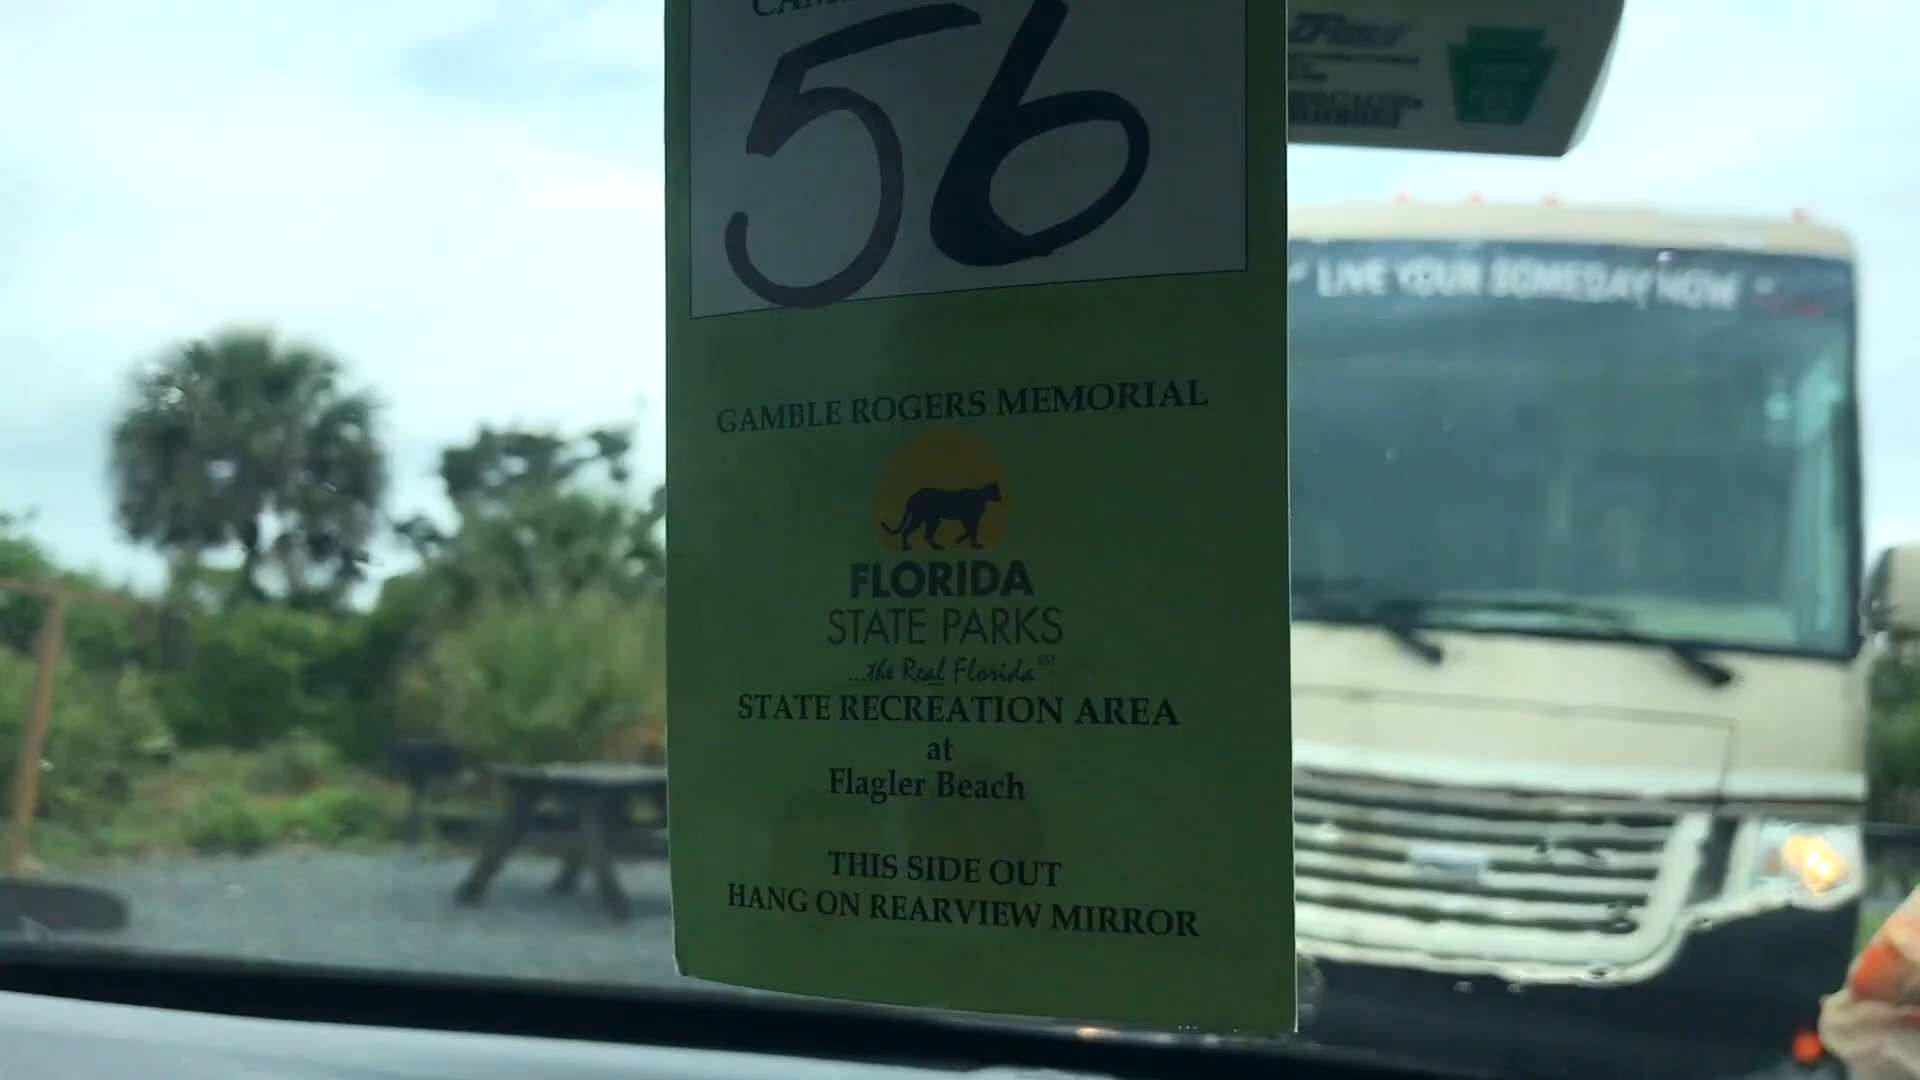 56
GAMBLE ROGERS MEMORIAL
FLORIDA
STATE PARKS
...the Real Florida℠
STATE RECREATION AREA
at
Flagler Beach
THIS SIDE OUT
HANG ON REARVIEW MIRROR
LIVE YOUR SOMEDAY NOW